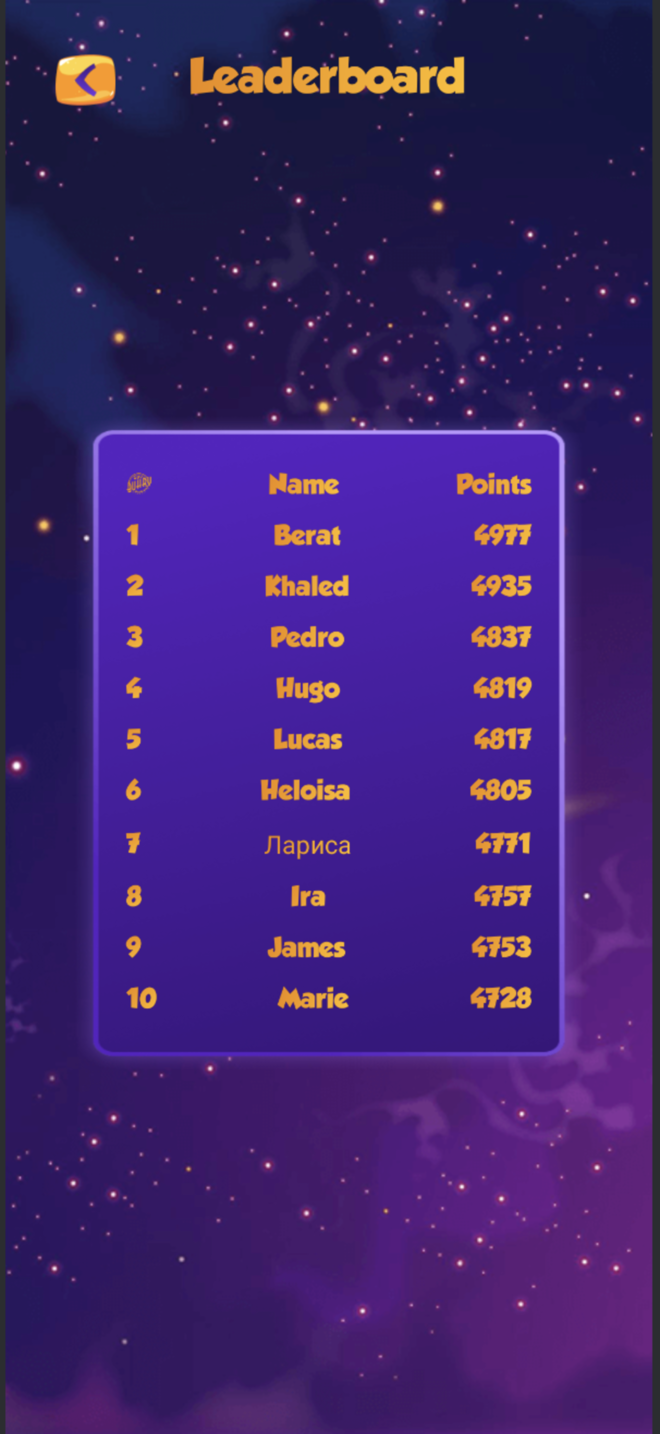 Leaderboard
Name Points
1 Berat 4977
2 Khaled 4935
3 Pedro 4837
4 Hugo 4819
5 Lucas 4817
6 Heloisa 4805
7 Лариса 4771
8 Ira 4757
9 James 4753
10 Marie 4728